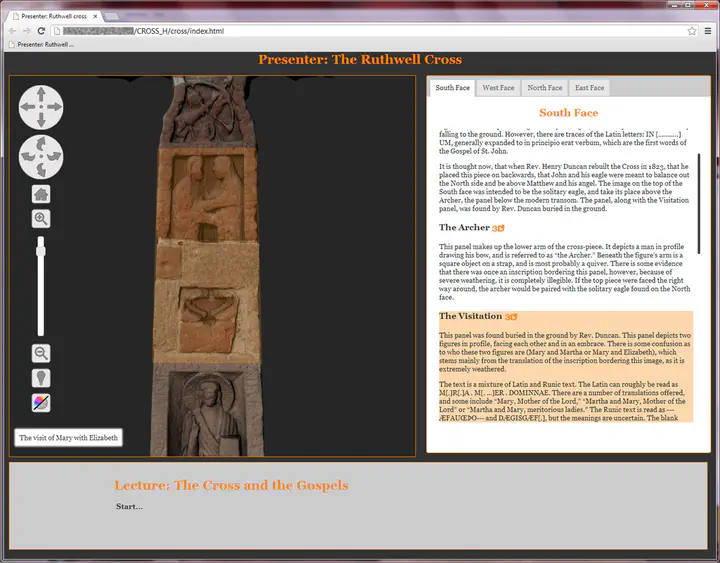 Presenter: Ruthwell cross
/CROSS_H/cross/index.html
Presenter: Ruthwell ...
Presenter: The Ruthwell Cross
South Face
West Face
North Face
East Face
South Face
falling to the ground. However, there are traces of the Latin letters: IN [...........]
UM, generally expanded to in principio erat verbum, which are the first words of
the Gospel of St. John.
It is thought now, that when Rev. Henry Duncan rebuilt the Cross in 1823, that he
placed this piece on backwards, that John and his eagle were meant to balance out
the North side and be above Matthew and his angel. The image on the top of the
South face was intended to be the solitary eagle, and take its place above the
Archer, the panel below the modern transom. The panel, along with the Visitation
panel, was found by Rev. Duncan buried in the ground.
The Archer 3D
This panel makes up the lower arm of the cross-piece. It depicts a man in profile
drawing his bow, and is referred to as “the Archer.” Beneath the figure’s arm is a
square object on a strap, and is most probably a quiver. There is some evidence
that there was once an inscription bordering this panel, however, because of
severe weathering, it is completely illegible. If the top piece were faced the right
way around, the archer would be paired with the solitary eagle found on the North
face.
The Visitation 3D
This panel was found buried in the ground by Rev. Duncan. This panel depicts two
figures in profile, facing each other and in an embrace. There is some confusion as
to who these two figures are (Mary and Martha or Mary and Elizabeth), which
stems mainly from the translation of the inscription bordering this image, as it is
extremely weathered.
The text is a mixture of Latin and Runic text. The Latin can roughly be read as
M[.]R[.]A . M[. ...]ER . DOMINNAE. There are a number of translations offered,
and some include “Mary, Mother of the Lord,” “Martha and Mary, Mother of the
Lord” or “Martha and Mary, meritorious ladies.” The Runic text is read as ---
ÆFAUŒÞO--- and DÆGISGÆF[.], but the meanings are uncertain. The blank
The visit of Mary with Elizabeth
Lecture: The Cross and the Gospels
Start...